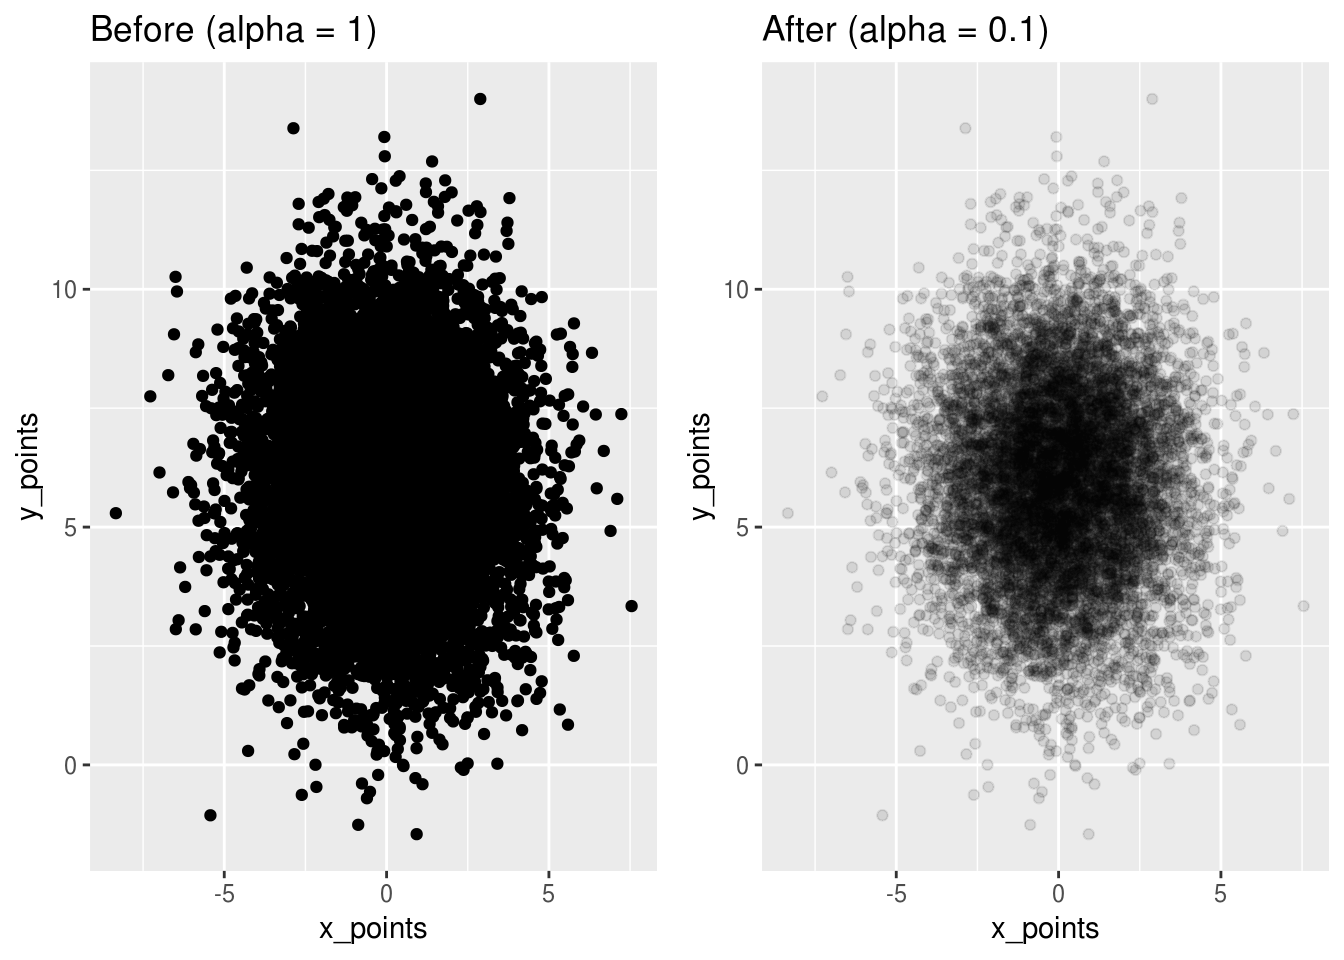 Before (alpha = 1)
After (alpha = 0.1)
10
5
0
-5
0
5
x_points
y_points
10
5
0
-5
0
5
x_points
y_points